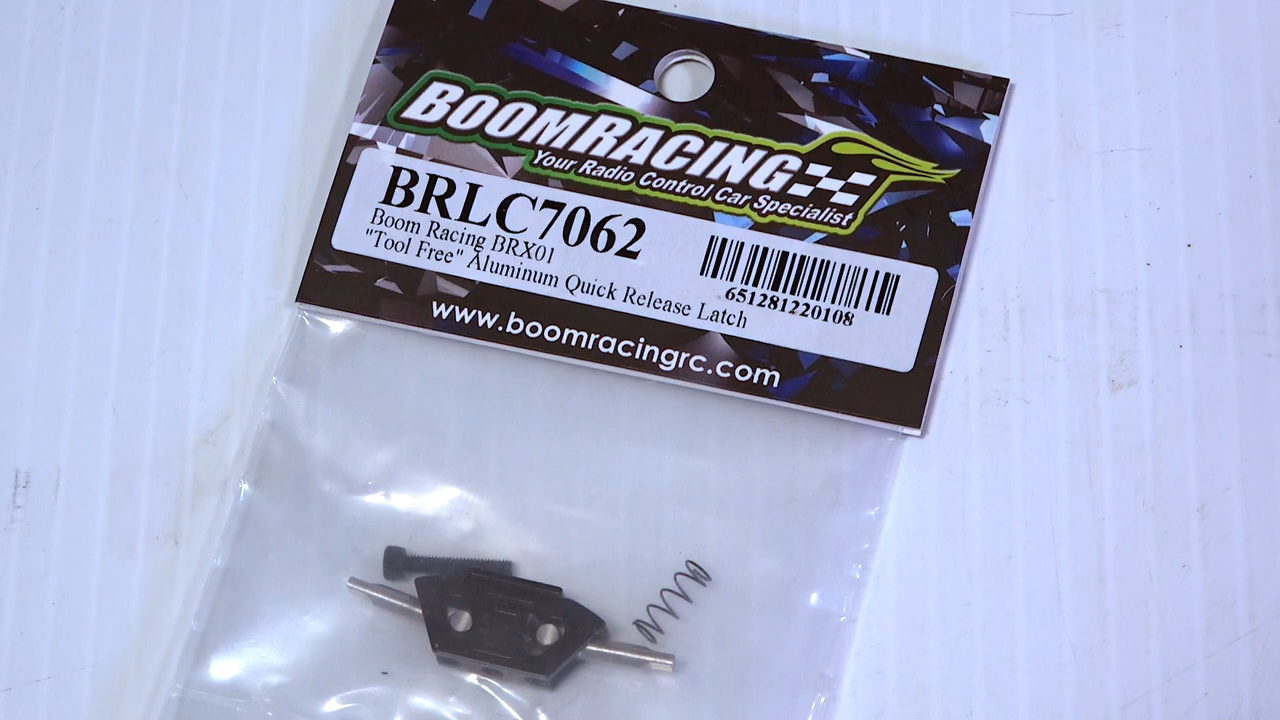 BOOMRACING
Your Radio Control Car Specialist
BRLC7062
Boom Racing BRX01
"Tool Free" Aluminum Quick Release Latch
651281220108
www.boomracingrc.com